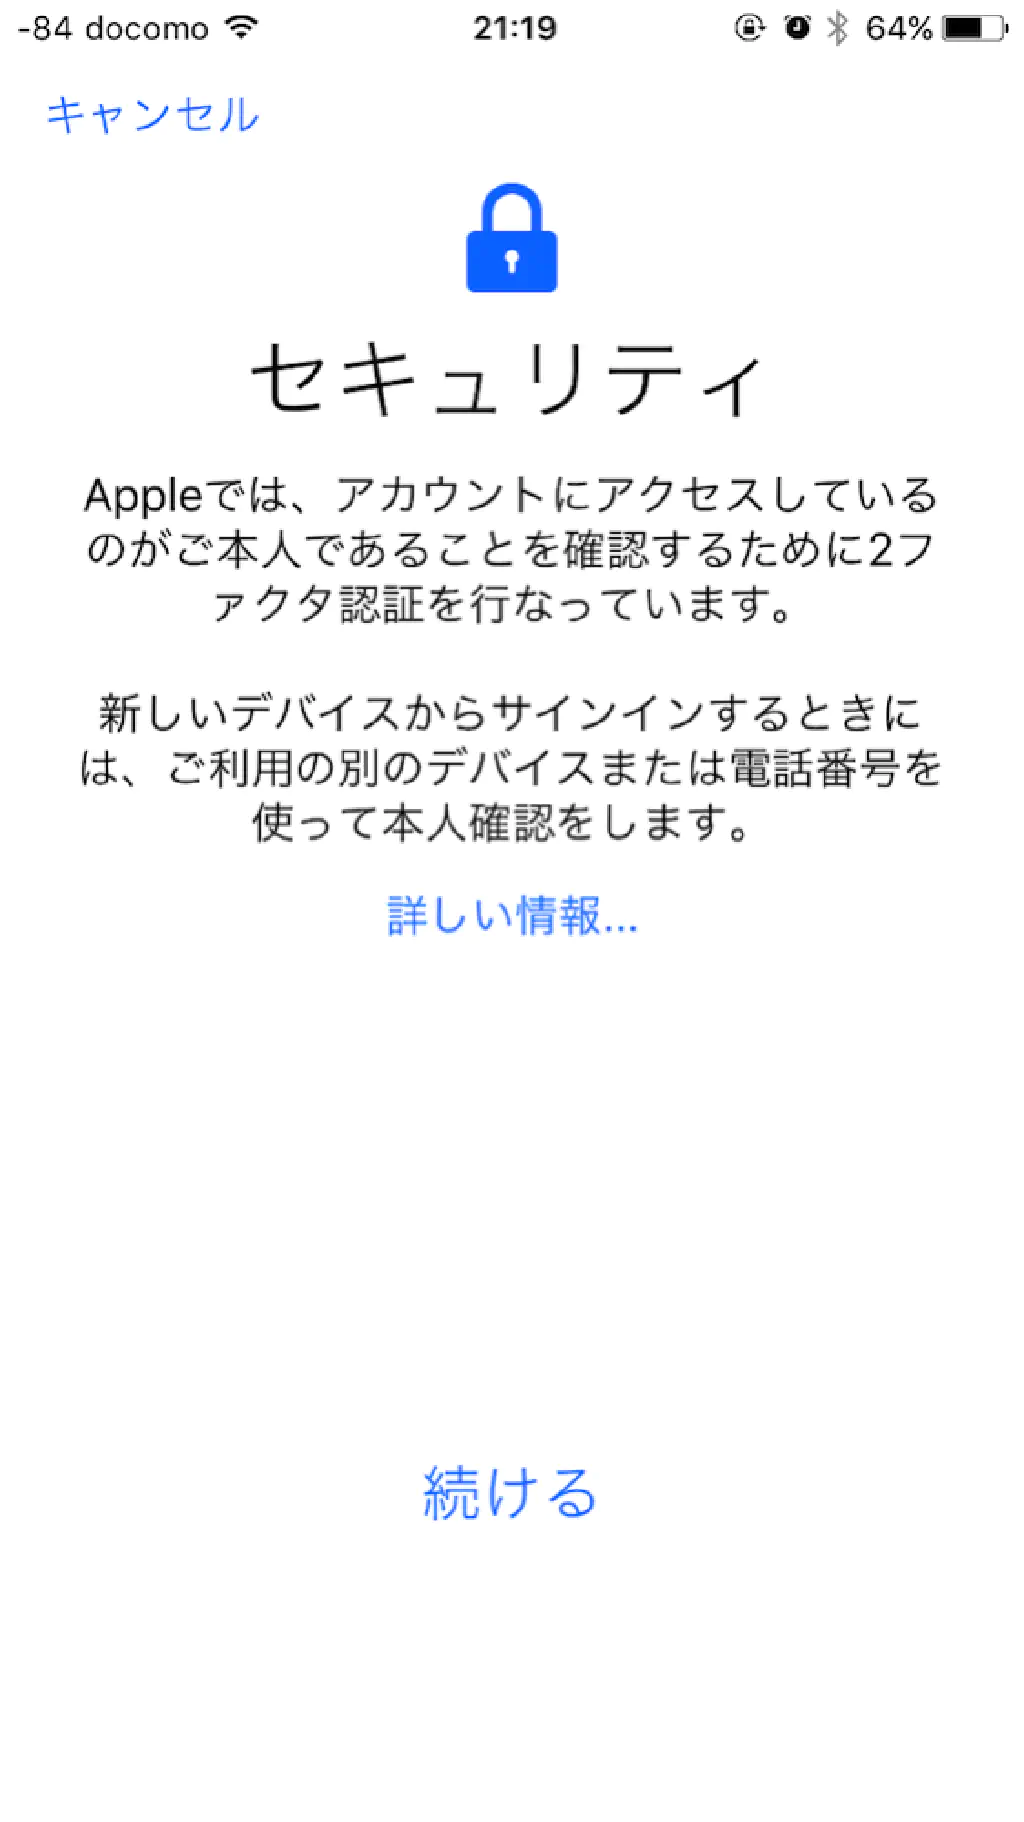 -84 docomo 21:19 64%
キャンセル
セキュリティ
Appleでは、アカウントにアクセスしている
のがご本人であることを確認するために2フ
ァクタ認証を行なっています。
新しいデバイスからサインインするときに
は、ご利用の別のデバイスまたは電話番号を
使って本人確認をします。
詳しい情報...
続ける